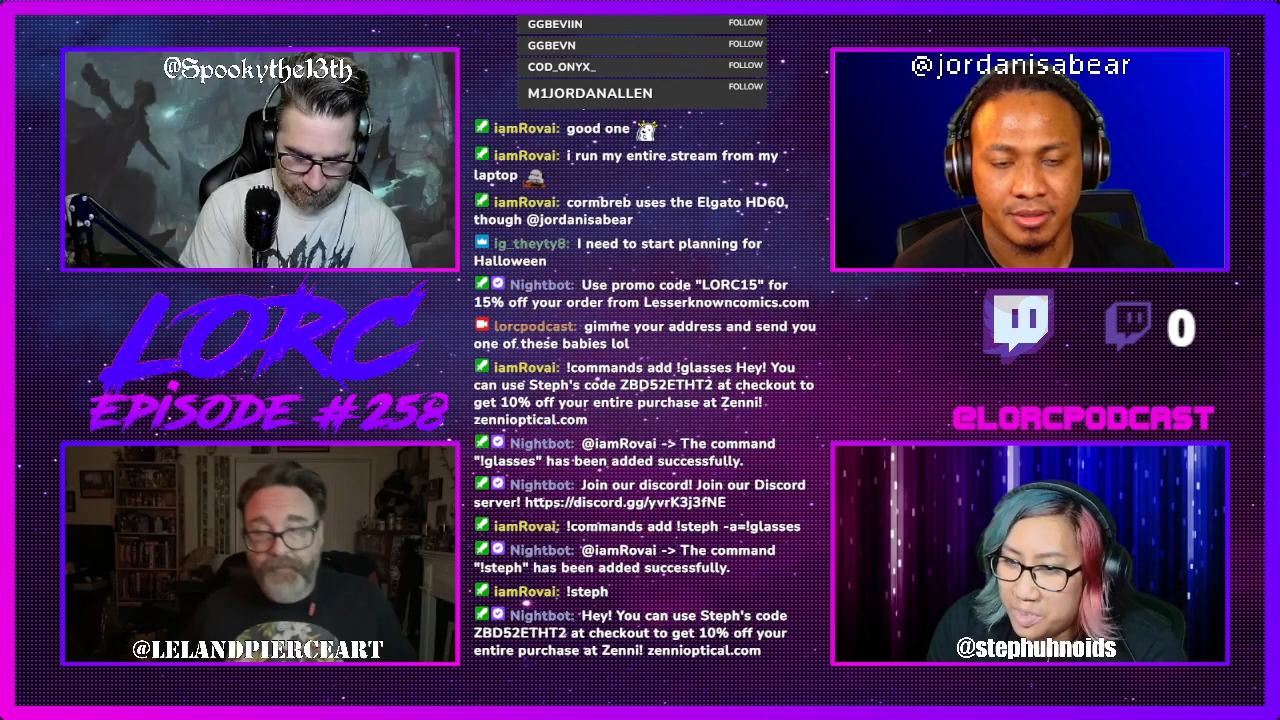 GGBEVIIN FOLLOW
GGBEVN FOLLOW
COD_ONYX_ FOLLOW
M1JORDANALLEN FOLLOW
@Spookythe13th
@jordanisabear
iamRovai: good one
iamRovai: i run my entire stream from my
laptop
iamRovai: cormbreb uses the Elgato HD60,
though @jordanisabear
ig_theyty8: I need to start planning for
Halloween
Nightbot: Use promo code "LORC15" for
15% off your order from Lesserknowncomics.com
lorcpodcast: gimme your address and send you
one of these babies lol
iamRovai: !commands add !glasses Hey! You
can use Steph's code ZBD52ETHT2 at checkout to
get 10% off your entire purchase at Zenni!
zennioptical.com
Nightbot: @iamRovai -> The command
"!glasses" has been added successfully.
Nightbot: Join our discord! Join our Discord
server! https://discord.gg/yvrK3j3fNE
iamRovai: !commands add !steph -a=!glasses
Nightbot: @iamRovai -> The command
"!steph" has been added successfully.
iamRovai: !steph
Nightbot: Hey! You can use Steph's code
ZBD52ETHT2 at checkout to get 10% off your
entire purchase at Zenni! zennioptical.com
LORC
EPISODE #258
0
@LORCPODCAST
@LELANDPIERCEART
@stephuhnoids